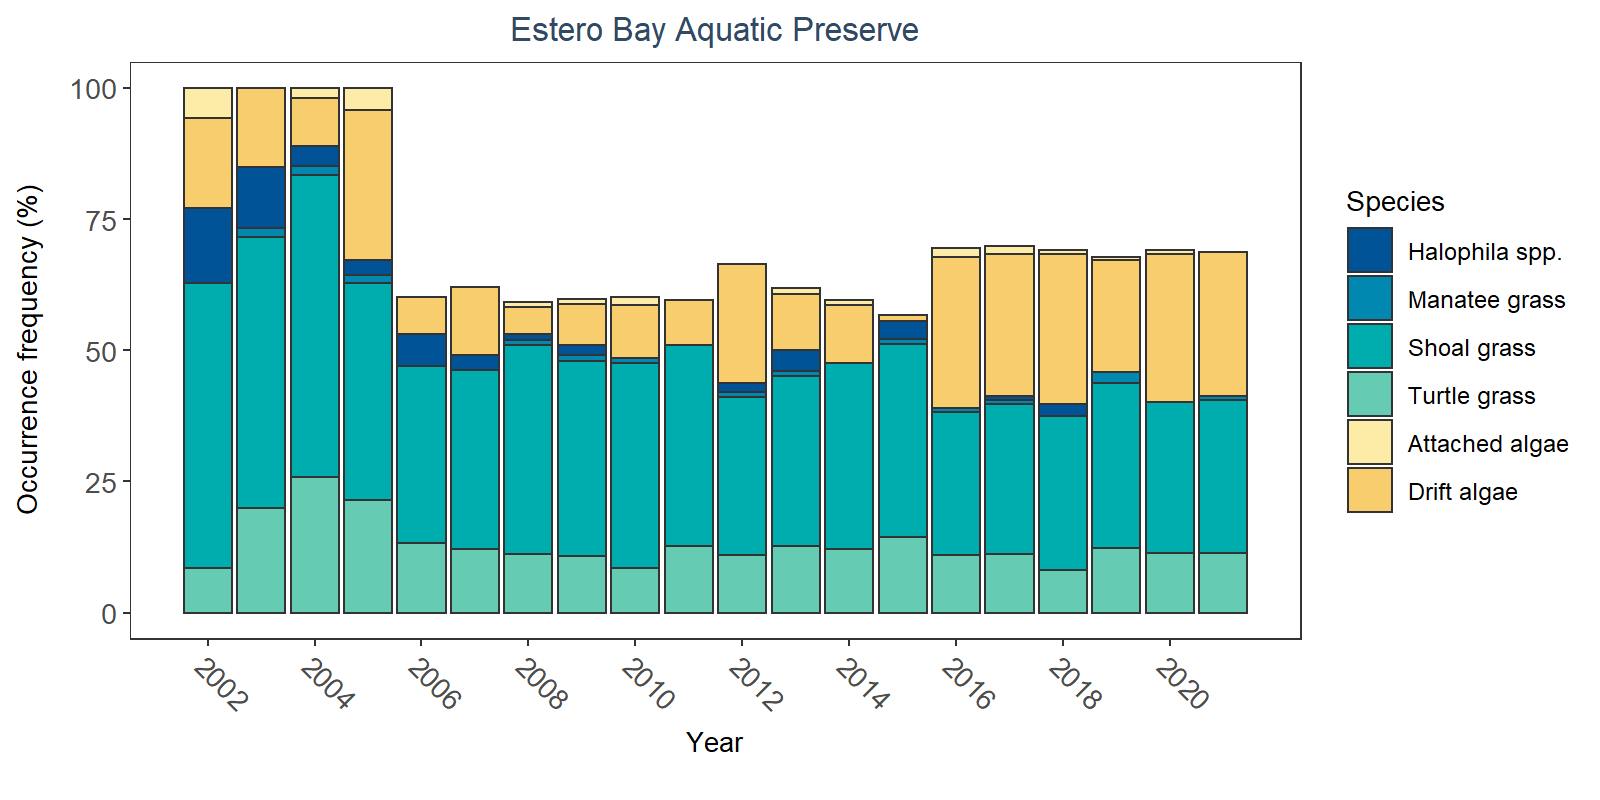 Estero Bay Aquatic Preserve
Occurrence frequency (%)
100
75
50
25
0
2002
2004
2006
2008
2010
2012
2014
2016
2018
2020
Year
Species
Halophila spp.
Manatee grass
Shoal grass
Turtle grass
Attached algae
Drift algae